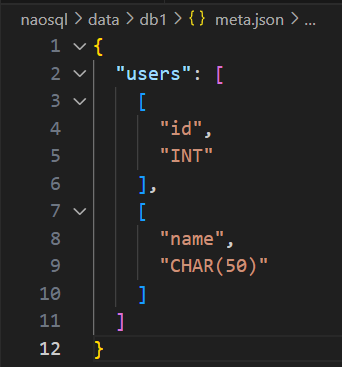 naosql > data > db1 > {} meta.json > ...
1 {
2 "users": [
3 [
4 "id",
5 "INT"
6 ],
7 [
8 "name",
9 "CHAR(50)"
10 ]
11 ]
12 }